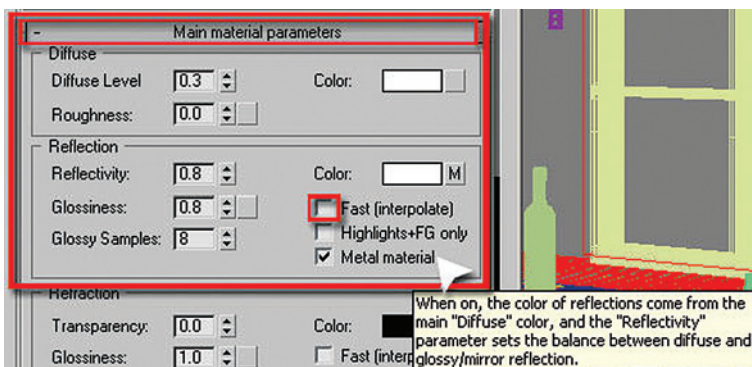 - Main material parameters
Diffuse
Diffuse Level 0.3 Color:
Roughness: 0.0
Reflection
Reflectivity: 0.8 Color: M
Glossiness: 0.8 Fast (interpolate)
Glossy Samples: 8 Highlights+FG only
Metal material
Refraction
Transparency: 0.0 Color:
Glossiness: 1.0 Fast (interp
When on, the color of reflections come from the
main "Diffuse" color, and the "Reflectivity"
parameter sets the balance between diffuse and
glossy/mirror reflection.